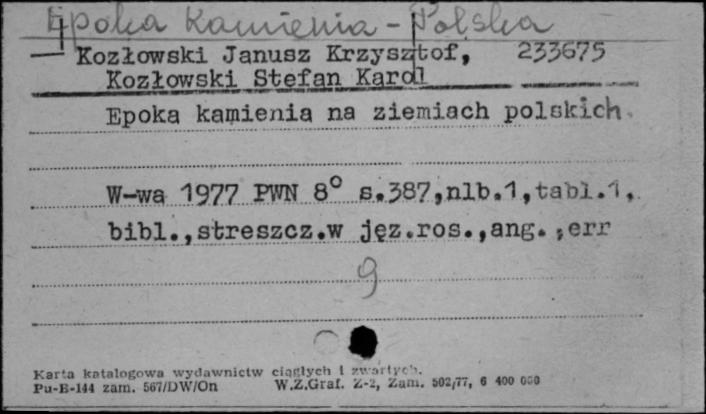 Epoka Kamienia - Polska
Kozłowski Janusz Krzysztof, 233675
Kozłowski Stefan Karol
Epoka kamienia na ziemiach polskich.
W-wa 1977 PWN 8° s.387,nlb.1,tabl.1,
bibl.,streszcz.w jęz.ros.,ang.,err
9
Karta katalogowa wydawnictw ciągłych i zwartych.
Pu-E-144 zam. 567/DW/On W.Z.Graf. Z-2, Zam. 502/77, 6 400 000